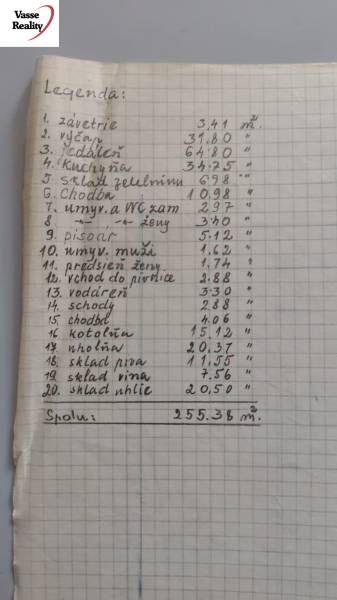 Vasse
Reality
Legenda:
1. závetrie 3,41 m².
2. výčap 31.80 "
3. Jedáleň 64.80 "
4. Kuchyňa 34.75 "
5. Sklad zeleninu 6.98 "
6. Chodba 10.98 "
7. umyv. a WC zam 2.97 "
8. -"- -"- ženy 3.40 "
9. pisoár 5.12 "
10. umyv. muži 1.62 "
11. predsieň ženy 1.74 "
12. vchod do pivnice 2.88 "
13. vodáreň 3.30 "
14. schody 2.88 "
15. chodba 4.06 "
16 kotolňa 15.12 "
17. uholňa 20.37 "
18. sklad piva 11.55 "
19 sklad vína 7.56 "
20. sklad uhlie 20.50 "
Spolu: 255.38 m².